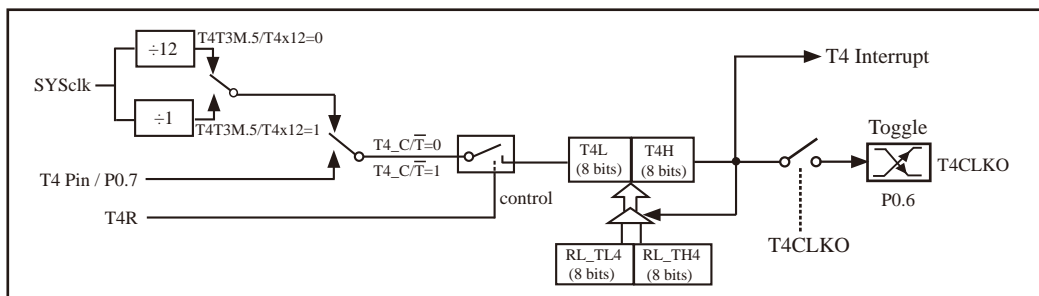 T4T3M.5/T4x12=0
÷12
SYSclk
÷1
T4T3M.5/T4x12=1
T4 Pin / P0.7
T4R
T4_C/T̅=0
T4_C/T̅=1
control
T4L
(8 bits)
T4H
(8 bits)
RL_TL4
(8 bits)
RL_TH4
(8 bits)
T4 Interrupt
Toggle
T4CLKO
P0.6
T4CLKO